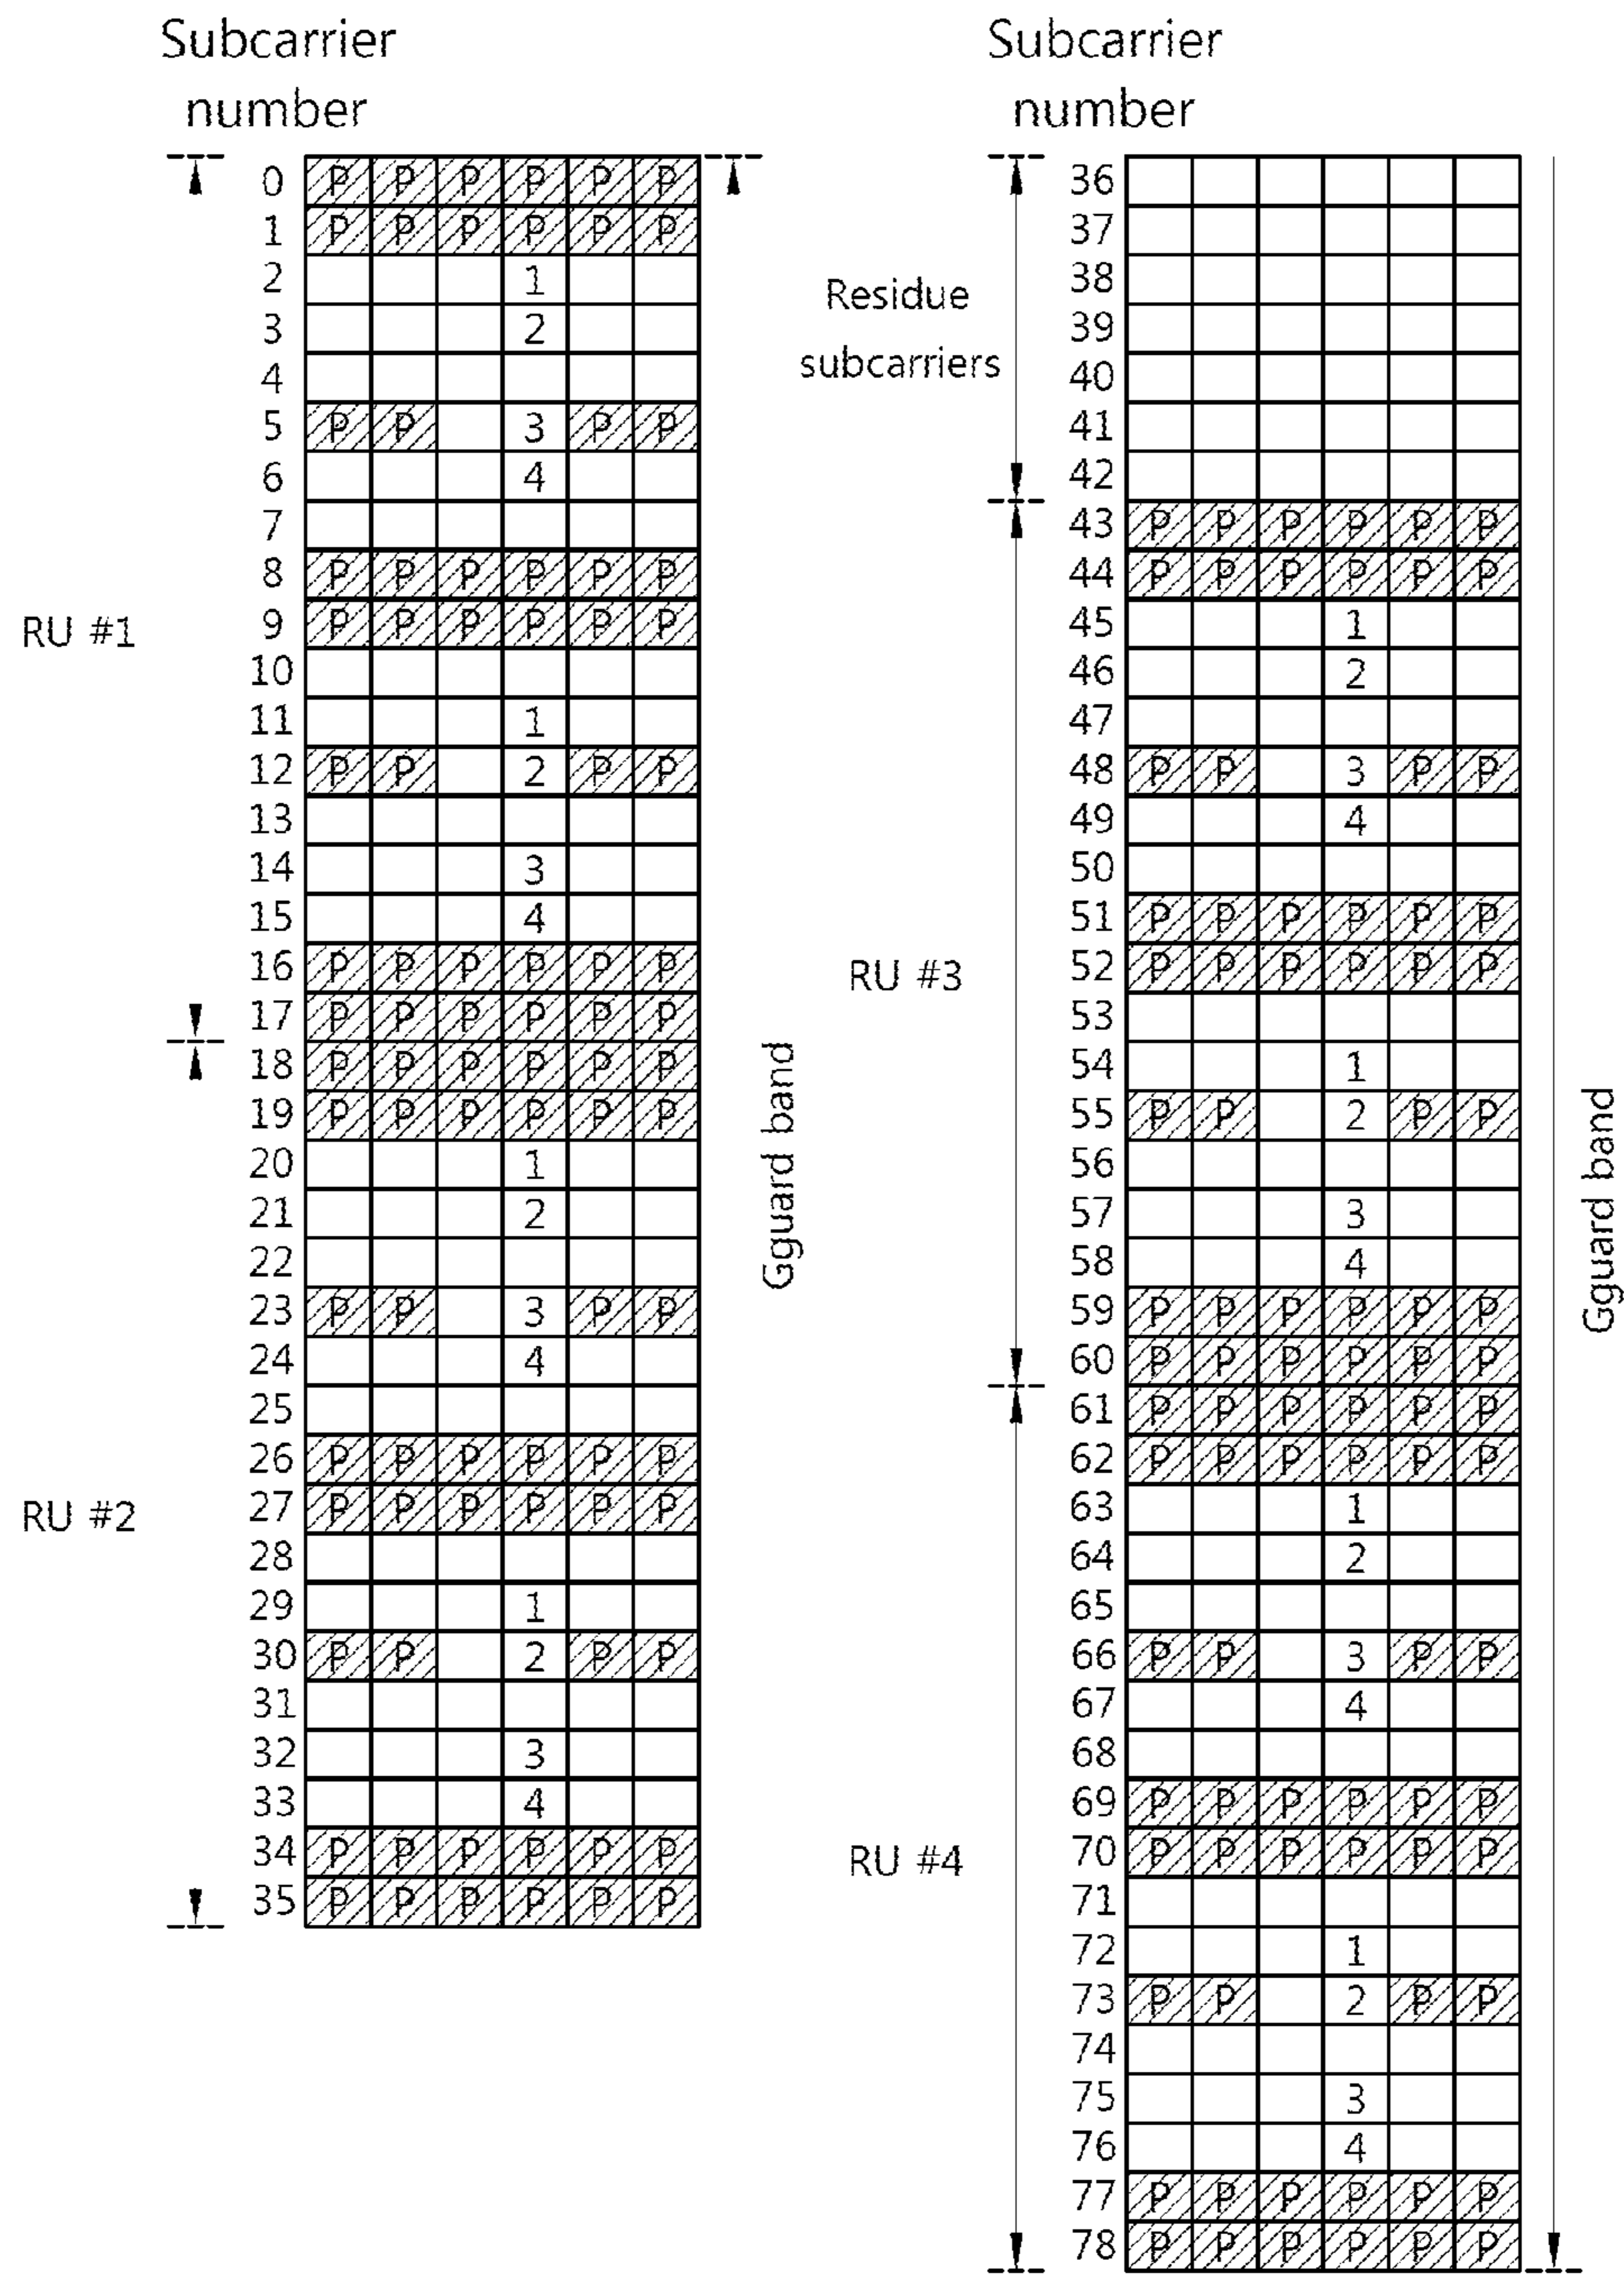 Subcarrier
number
0 P P P P P P
1 P P P P P P
2 1
3 2
4
5 P P 3 P P
6 4
7
8 P P P P P P
RU #1
9 P P P P P P
10
11 1
12 P P 2 P P
13
14 3
15 4
16 P P P P P P
17 P P P P P P
18 P P P P P P
19 P P P P P P
20 1
21 2
22
23 P P 3 P P
24 4
25
26 P P P P P P
RU #2
27 P P P P P P
28
29 1
30 P P 2 P P
31
32 3
33 4
34 P P P P P P
35 P P P P P P
Gguard band
Subcarrier
number
Residue
subcarriers
36
37
38
39
40
41
42
43 P P P P P P
44 P P P P P P
45 1
46 2
47
48 P P 3 P P
49 4
50
51 P P P P P P
RU #3
52 P P P P P P
53
54 1
55 P P 2 P P
56
57 3
58 4
59 P P P P P P
60 P P P P P P
61 P P P P P P
62 P P P P P P
63 1
64 2
65
66 P P 3 P P
67 4
68
69 P P P P P P
RU #4
70 P P P P P P
71
72 1
73 P P 2 P P
74
75 3
76 4
77 P P P P P P
78 P P P P P P
Gguard band